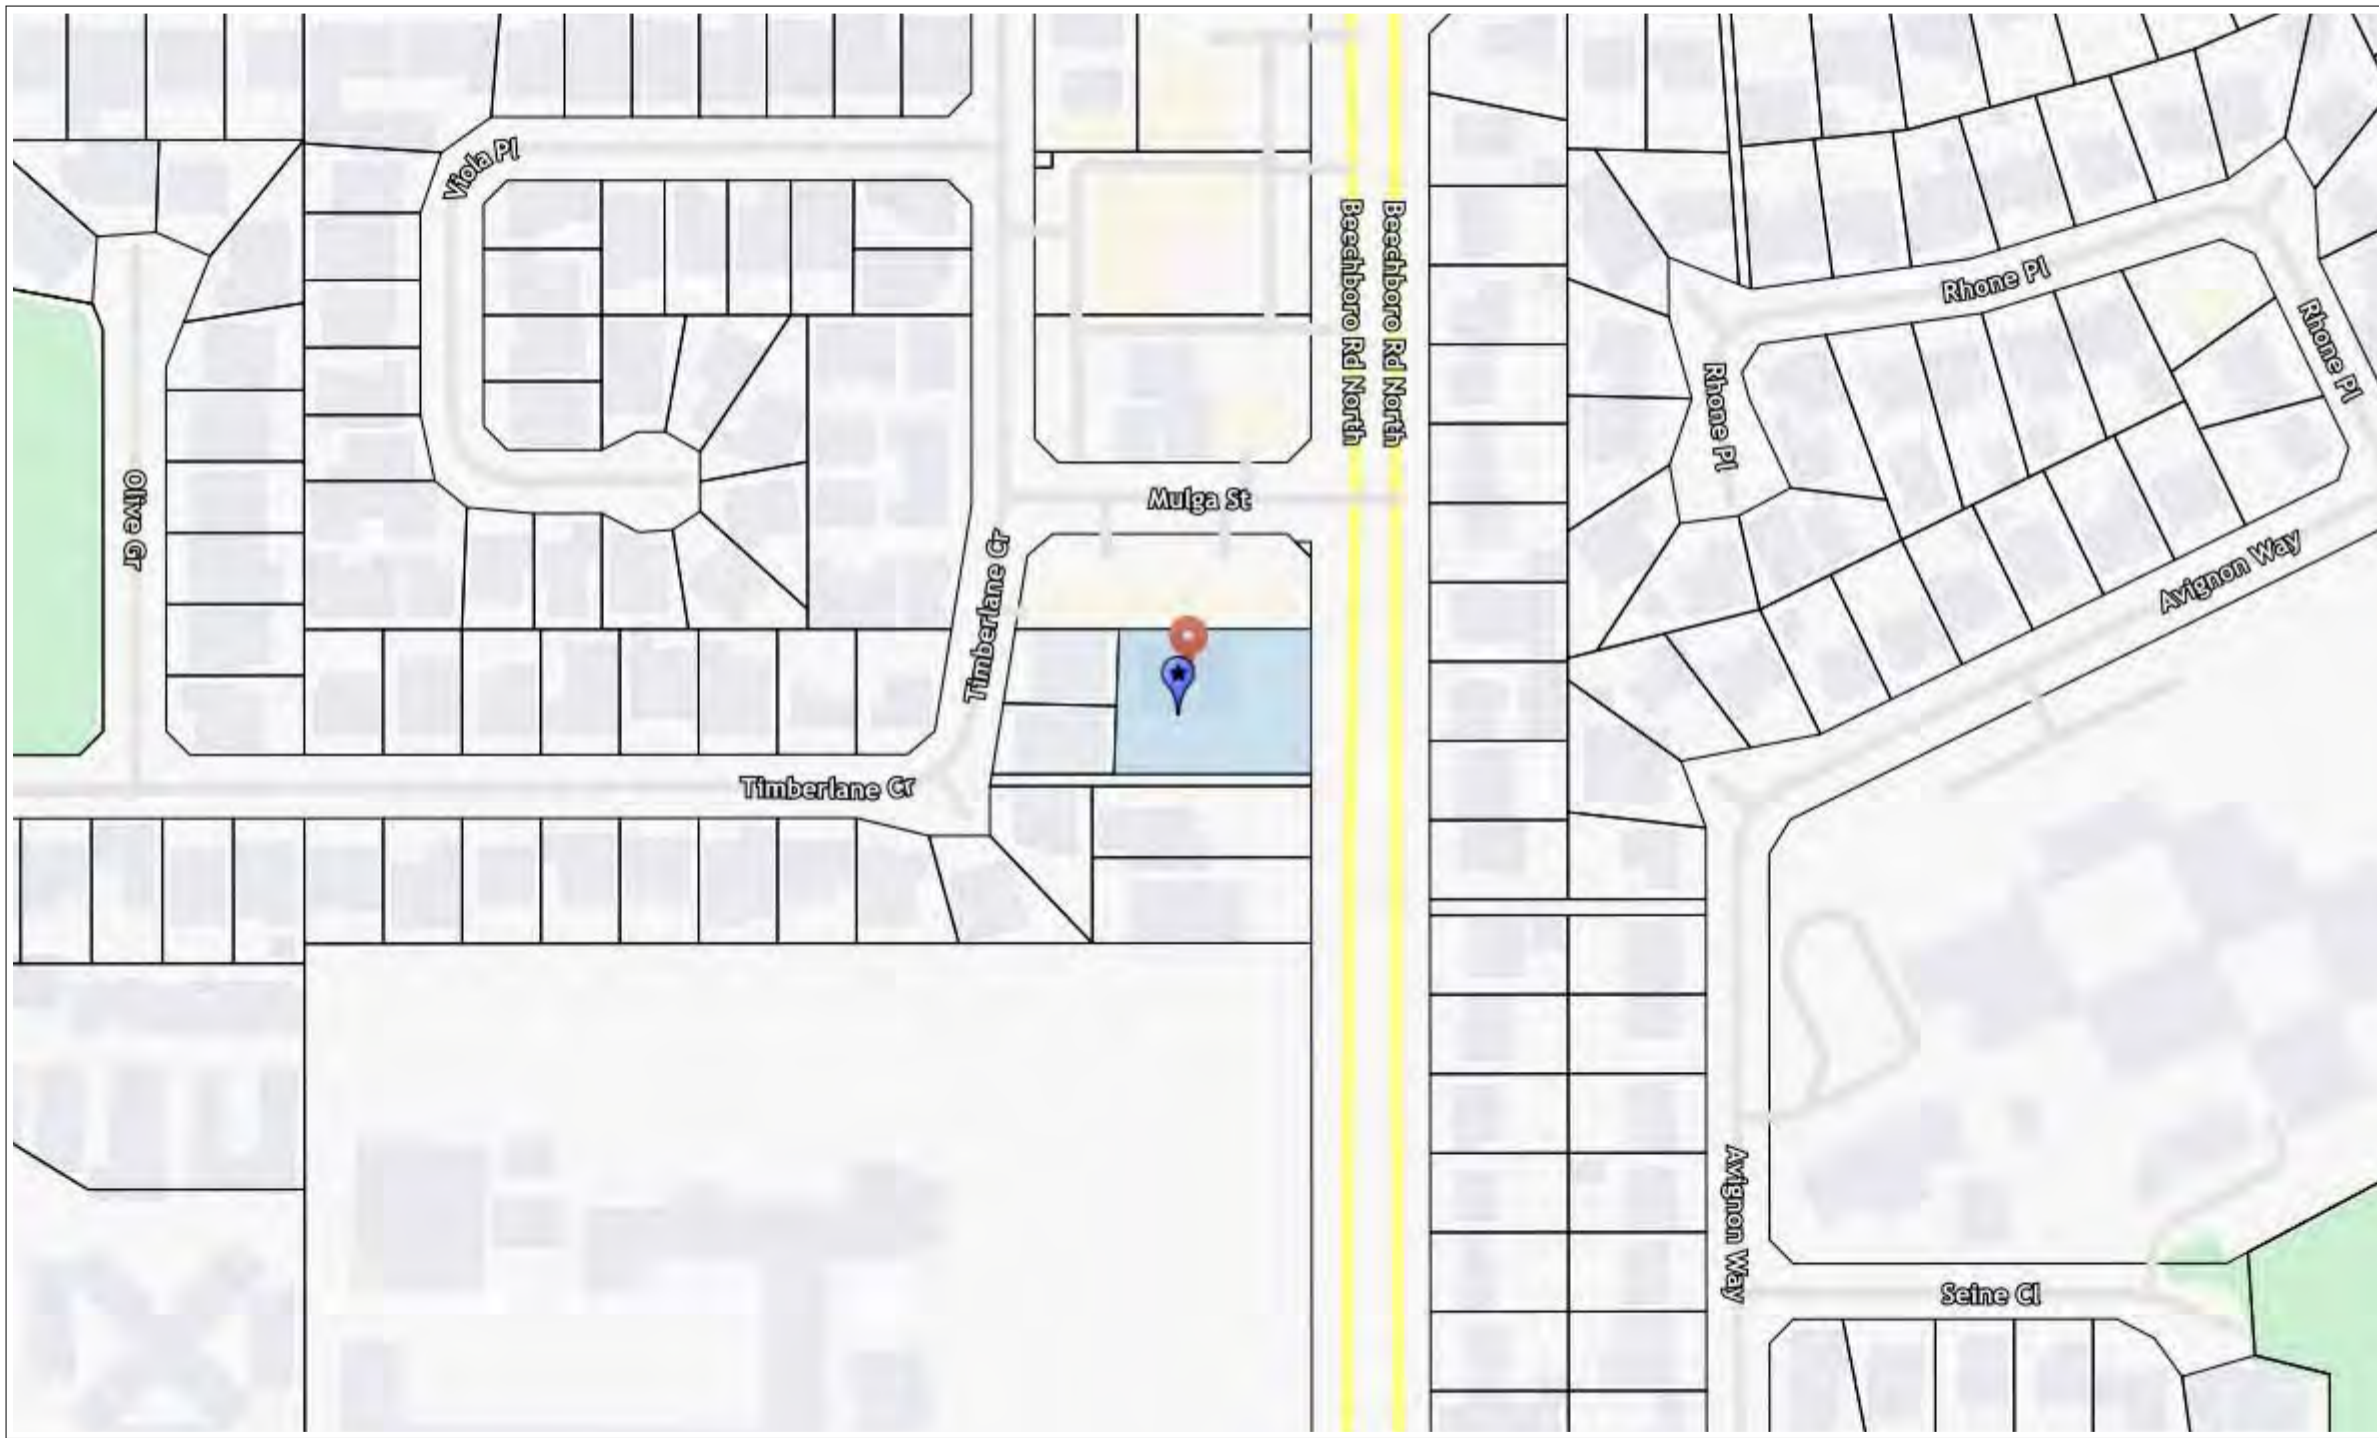 Viola Pl
Beechboro Rd North
Beechboro Rd North
Rhone Pl
Rhone Pl
Rhone Pl
Olive Gr
Mulga St
Timberlane Cr
Avignon Way
Timberlane Cr
Avignon Way
Seine Cl